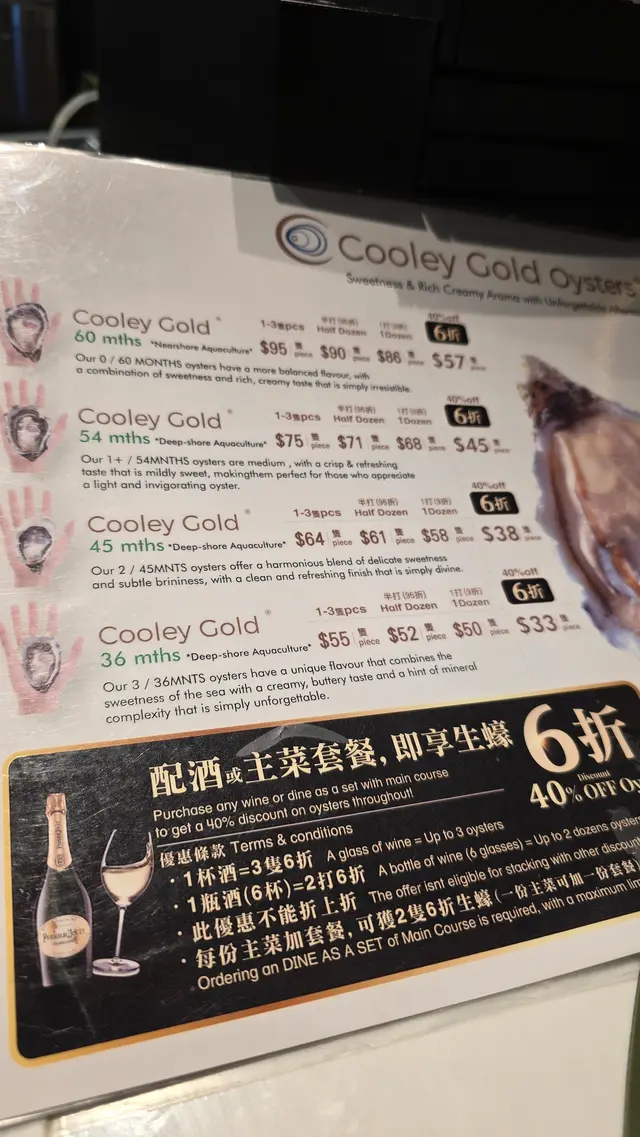 Cooley Gold Oysters
Sweetness & Rich Creamy Arama with Unforgettable
Cooley Gold ®
60 mths *Nearshore Aquaculture*
1-3隻pcs 半打(95折) Half Dozen 1打(9折) 1Dozen 40%off 6折
$95 隻 piece $90 隻 piece $86 隻 piece $57 隻 piece
Our 0 / 60 MONTHS oysters have a more balanced flavour, with
a combination of sweetness and rich, creamy taste that is simply irresistible.
Cooley Gold ®
54 mths *Deep-shore Aquaculture*
1-3隻pcs 半打(95折) Half Dozen 1打(9折) 1Dozen 40%off 6折
$75 隻 piece $71 隻 piece $68 隻 piece $45 隻 piece
Our 1+ / 54MNTHS oysters are medium , with a crisp & refreshing
taste that is mildly sweet, makingthem perfect for those who appreciate
a light and invigorating oyster.
Cooley Gold ®
45 mths *Deep-shore Aquaculture*
1-3隻pcs 半打(95折) Half Dozen 1打(9折) 1Dozen 40%off 6折
$64 隻 piece $61 隻 piece $58 隻 piece $38 隻 piece
Our 2 / 45MNTS oysters offer a harmonious blend of delicate sweetness
and subtle brininess, with a clean and refreshing finish that is simply divine.
Cooley Gold ®
36 mths *Deep-shore Aquaculture*
1-3隻pcs 半打(95折) Half Dozen 1打(9折) 1Dozen 40%off 6折
$55 隻 piece $52 隻 piece $50 隻 piece $33 隻 piece
Our 3 / 36MNTS oysters have a unique flavour that combines the
sweetness of the sea with a creamy, buttery taste and a hint of mineral
complexity that is simply unforgettable.
配酒或主菜套餐,即享生蠔 6折
Purchase any wine or dine as a set with main course
to get a 40% discount on oysters throughout!
Discount
40% OFF
優惠條款 Terms & conditions
·1杯酒=3隻6折 A glass of wine = Up to 3 oysters
·1瓶酒(6杯)=2打6折 A bottle of wine (6 glasses) = Up to 2 dozens oysters
·此優惠不能折上折 The offer isnt eligible for stacking with other
·每份主菜加套餐,可獲2隻6折生蠔(一份主菜可加一份套餐)
Ordering an DINE AS A SET of Main Course is required, with a maximum